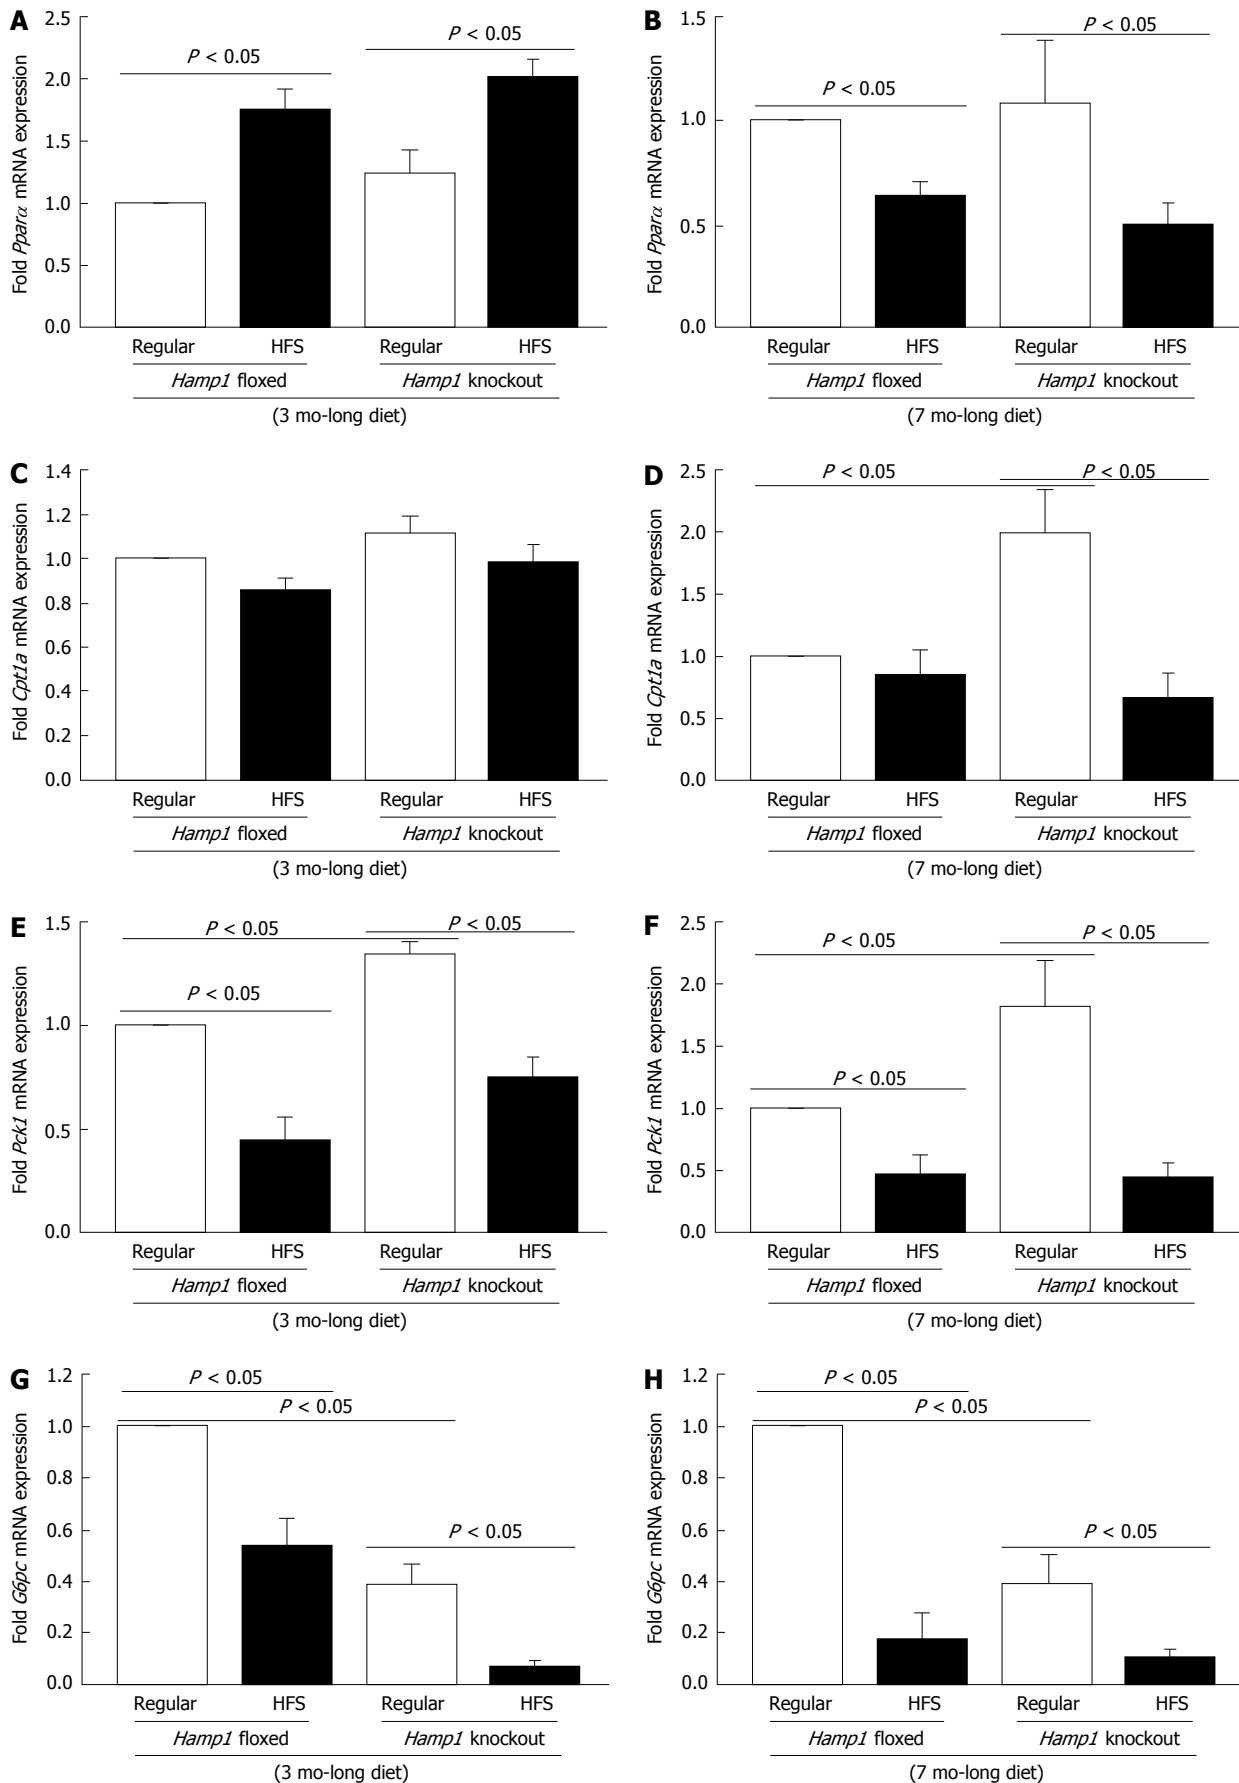 A
Fold Pparα mRNA expression
2.5
2.0
1.5
1.0
0.5
0.0
P < 0.05
P < 0.05
Regular HFS Regular HFS
Hamp1 floxed Hamp1 knockout
(3 mo-long diet)
B
Fold Pparα mRNA expression
1.5
1.0
0.5
0.0
P < 0.05
P < 0.05
Regular HFS Regular HFS
Hamp1 floxed Hamp1 knockout
(7 mo-long diet)
C
Fold Cpt1a mRNA expression
1.4
1.2
1.0
0.8
0.6
0.4
0.2
0.0
Regular HFS Regular HFS
Hamp1 floxed Hamp1 knockout
(3 mo-long diet)
D
Fold Cpt1a mRNA expression
2.5
2.0
1.5
1.0
0.5
0.0
P < 0.05
P < 0.05
Regular HFS Regular HFS
Hamp1 floxed Hamp1 knockout
(7 mo-long diet)
E
Fold Pck1 mRNA expression
1.5
1.0
0.5
0.0
P < 0.05
P < 0.05
P < 0.05
Regular HFS Regular HFS
Hamp1 floxed Hamp1 knockout
(3 mo-long diet)
F
Fold Pck1 mRNA expression
2.5
2.0
1.5
1.0
0.5
0.0
P < 0.05
P < 0.05
P < 0.05
Regular HFS Regular HFS
Hamp1 floxed Hamp1 knockout
(7 mo-long diet)
G
Fold G6pc mRNA expression
1.2
1.0
0.8
0.6
0.4
0.2
0.0
P < 0.05
P < 0.05
P < 0.05
Regular HFS Regular HFS
Hamp1 floxed Hamp1 knockout
(3 mo-long diet)
H
Fold G6pc mRNA expression
1.2
1.0
0.8
0.6
0.4
0.2
0.0
P < 0.05
P < 0.05
P < 0.05
Regular HFS Regular HFS
Hamp1 floxed Hamp1 knockout
(7 mo-long diet)